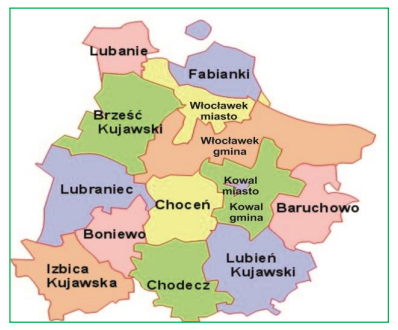 Lubanie
Fabianki
Włocławek
miasto
Brześć
Kujawski
Włocławek
gmina
Lubraniec
Kowal
miasto
Choceń
Kowal
gmina
Baruchowo
Boniewo
Izbica
Kujawska
Lubień
Kujawski
Chodecz